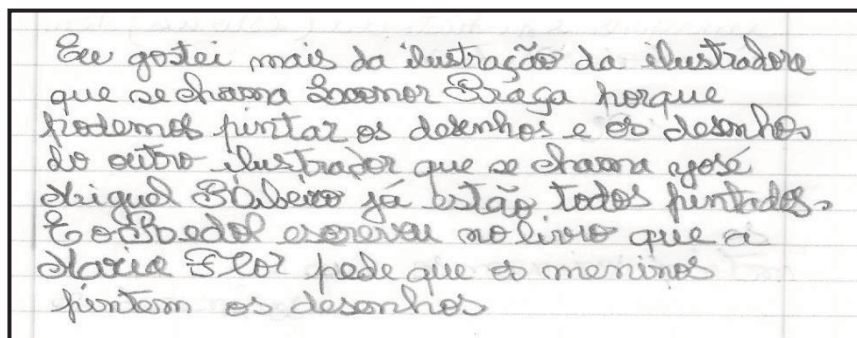 Eu gostei mais da ilustração da ilustradora
que se chama Leonor Braga porque
podemos pintar os desenhos e os desenhos
do outro ilustrador que se chama José
Miguel Ribeiro já estão todos pintados.
E o Redol escreveu no livro que a
Maria Flor pede que os meninos
pintem os desenhos